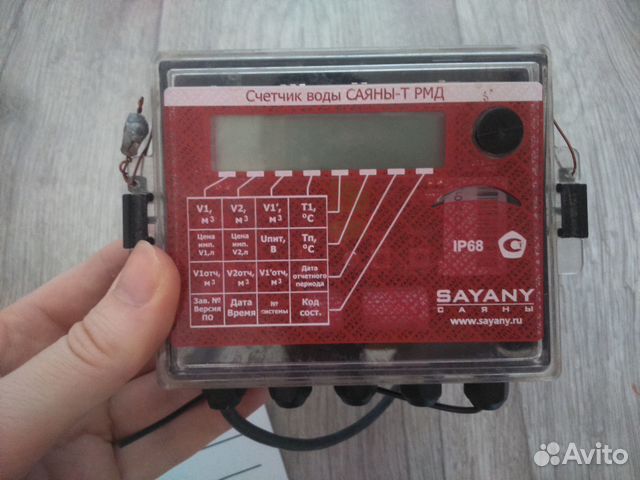 Счетчик воды САЯНЫ-Т РМД
V1, м³ V2, м³ V1', м³ T1, °C
Цена имп. V1,л Цена имп. V2,л Uпит, В Tп, °C
V1отч, м³ V2отч, м³ V1'отч, м³ Дата отчетного периода
Зав. № Версия ПО Дата Время № системы Код сост.
IP68
SAYANY
САЯНЫ
www.sayany.ru
Avito